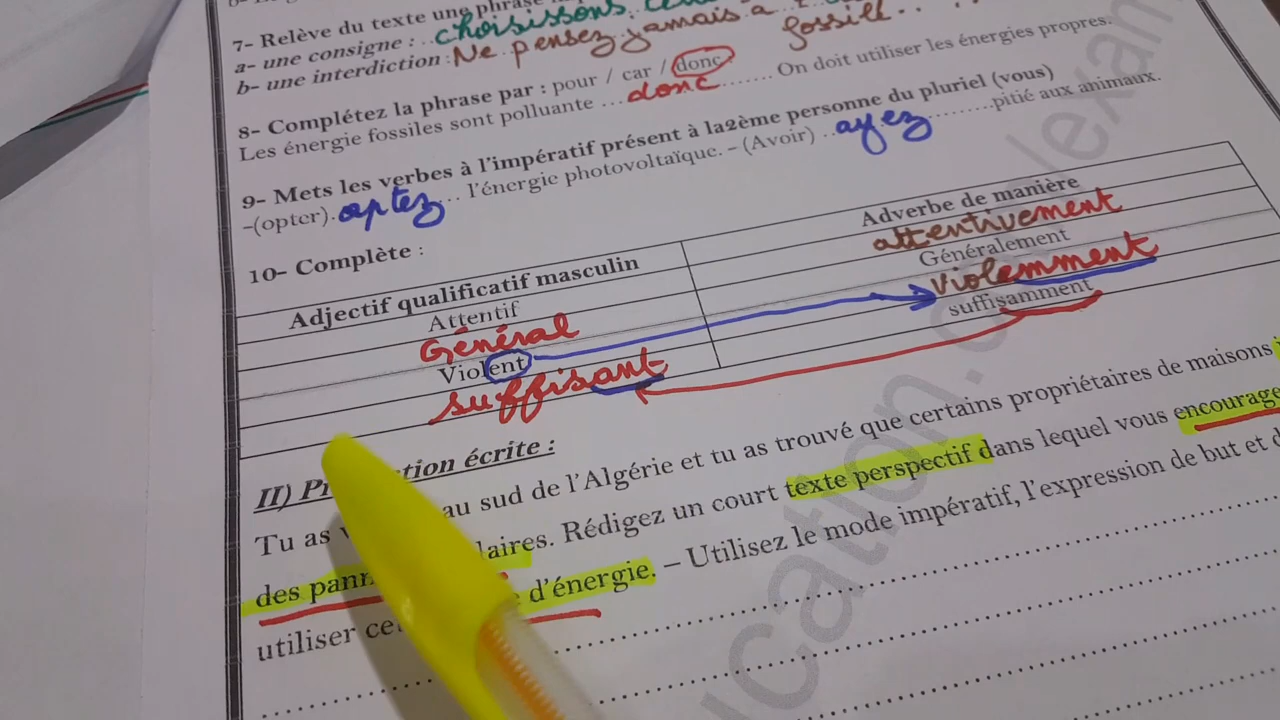 7- Relève du texte une phrase
a- une consigne : ..choisissons.
b- une interdiction : Ne pensez jamais à
fossile..
8- Complétez la phrase par : pour / car / donc
Les énergie fossiles sont polluante ...donc....... On doit utiliser les énergies propres.
9- Mets les verbes à l'impératif présent à la2ème personne du pluriel (vous)
-(opter).optez... l'énergie photovoltaïque. – (Avoir) ..ayez........pitié aux animaux.
10- Complète :
Adjectif qualificatif masculin Adverbe de manière
Attentif attentivement
Général Généralement
Violent violemment
suffisant suffisamment
II) Pr tion écrite :
Tu as au sud de l'Algérie et tu as trouvé que certains propriétaires de maisons
des pann laires. Rédigez un court texte perspectif dans lequel vous encourage
d'énergie. – Utilisez le mode impératif, l'expression de but et d
utiliser cet